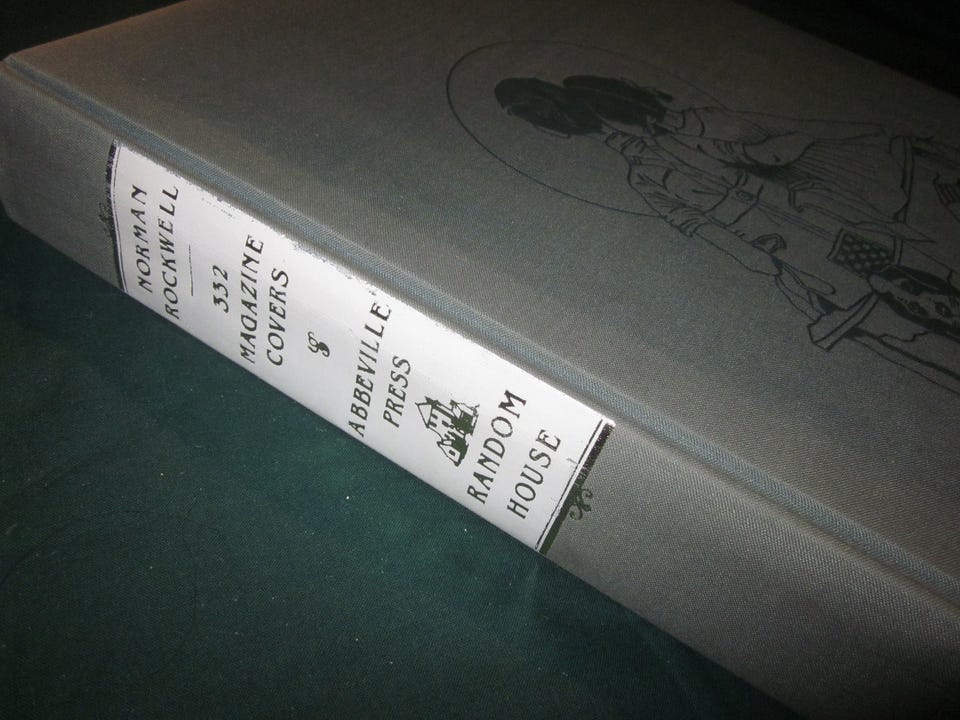 NORMAN
ROCKWELL
332
MAGAZINE
COVERS
ABBEVILLE
PRESS
RANDOM
HOUSE